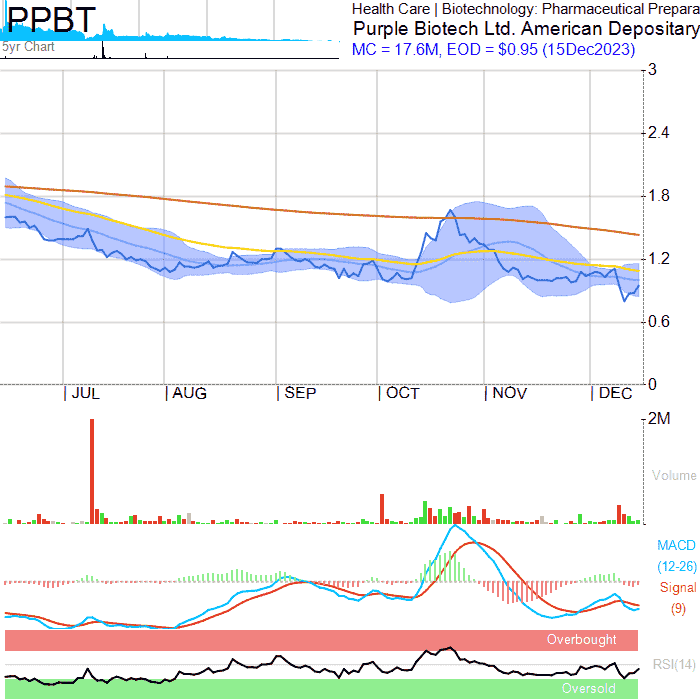 PPBT
5yr Chart
Health Care | Biotechnology: Pharmaceutical Prepara
Purple Biotech Ltd. American Depositary
MC = 17.6M, EOD = $0.95 (15Dec2023)
3
2.4
1.8
1.2
0.6
0
JUL AUG SEP OCT NOV DEC
2M
Volume
MACD
(12-26)
Signal
(9)
Overbought
RSI(14)
Oversold